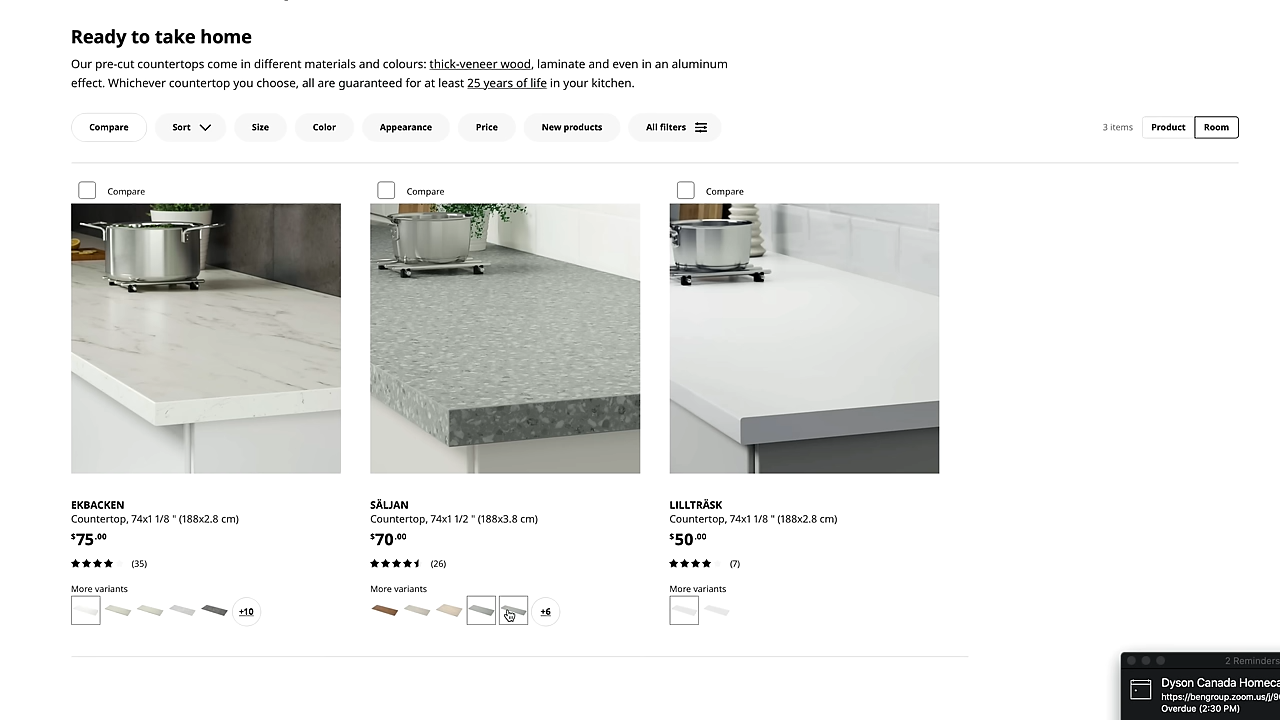 Ready to take home
Our pre-cut countertops come in different materials and colours: thick-veneer wood, laminate and even in an aluminum
effect. Whichever countertop you choose, all are guaranteed for at least 25 years of life in your kitchen.
Compare Sort Size Color Appearance Price New products All filters 3 items Product Room
Compare Compare Compare
EKBACKEN
Countertop, 74x1 1/8 " (188x2.8 cm)
$75.00
(35)
More variants
+10
SÄLJAN
Countertop, 74x1 1/2 " (188x3.8 cm)
$70.00
(26)
More variants
+6
LILLTRÄSK
Countertop, 74x1 1/8 " (188x2.8 cm)
$50.00
(7)
More variants
2 Reminders
Dyson Canada Homeca
https://bengroup.zoom.us/j/9
Overdue (2:30 PM)